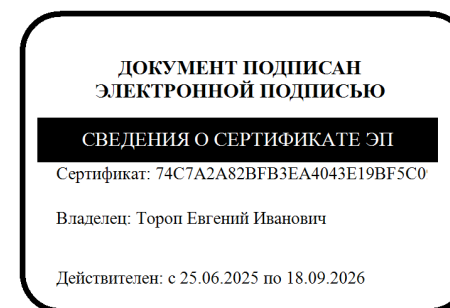 ДОКУМЕНТ ПОДПИСАН
ЭЛЕКТРОННОЙ ПОДПИСЬЮ
СВЕДЕНИЯ О СЕРТИФИКАТЕ ЭП
Сертификат: 74C7A2A82BFB3EA4043E19BF5C0
Владелец: Тороп Евгений Иванович
Действителен: с 25.06.2025 по 18.09.2026